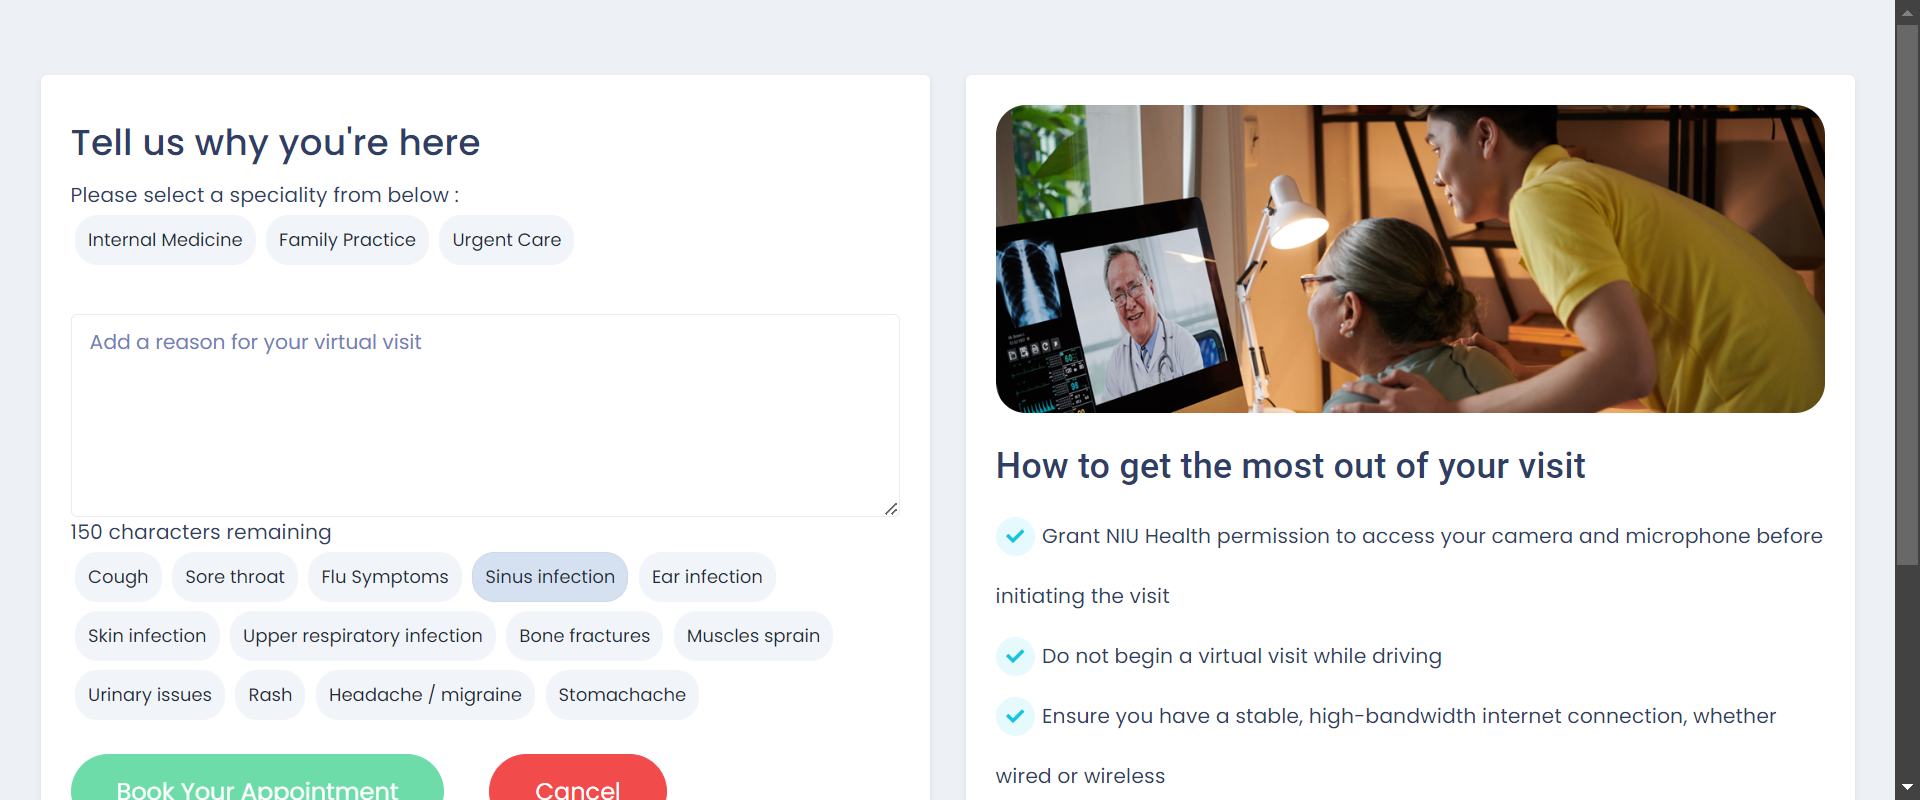 Tell us why you're here
Please select a speciality from below :
Internal Medicine
Family Practice
Urgent Care
Add a reason for your virtual visit
150 characters remaining
Cough
Sore throat
Flu Symptoms
Sinus infection
Ear infection
Skin infection
Upper respiratory infection
Bone fractures
Muscles sprain
Urinary issues
Rash
Headache / migraine
Stomachache
Book Your Appointment
Cancel
How to get the most out of your visit
Grant NIU Health permission to access your camera and microphone before
initiating the visit
Do not begin a virtual visit while driving
Ensure you have a stable, high-bandwidth internet connection, whether
wired or wireless